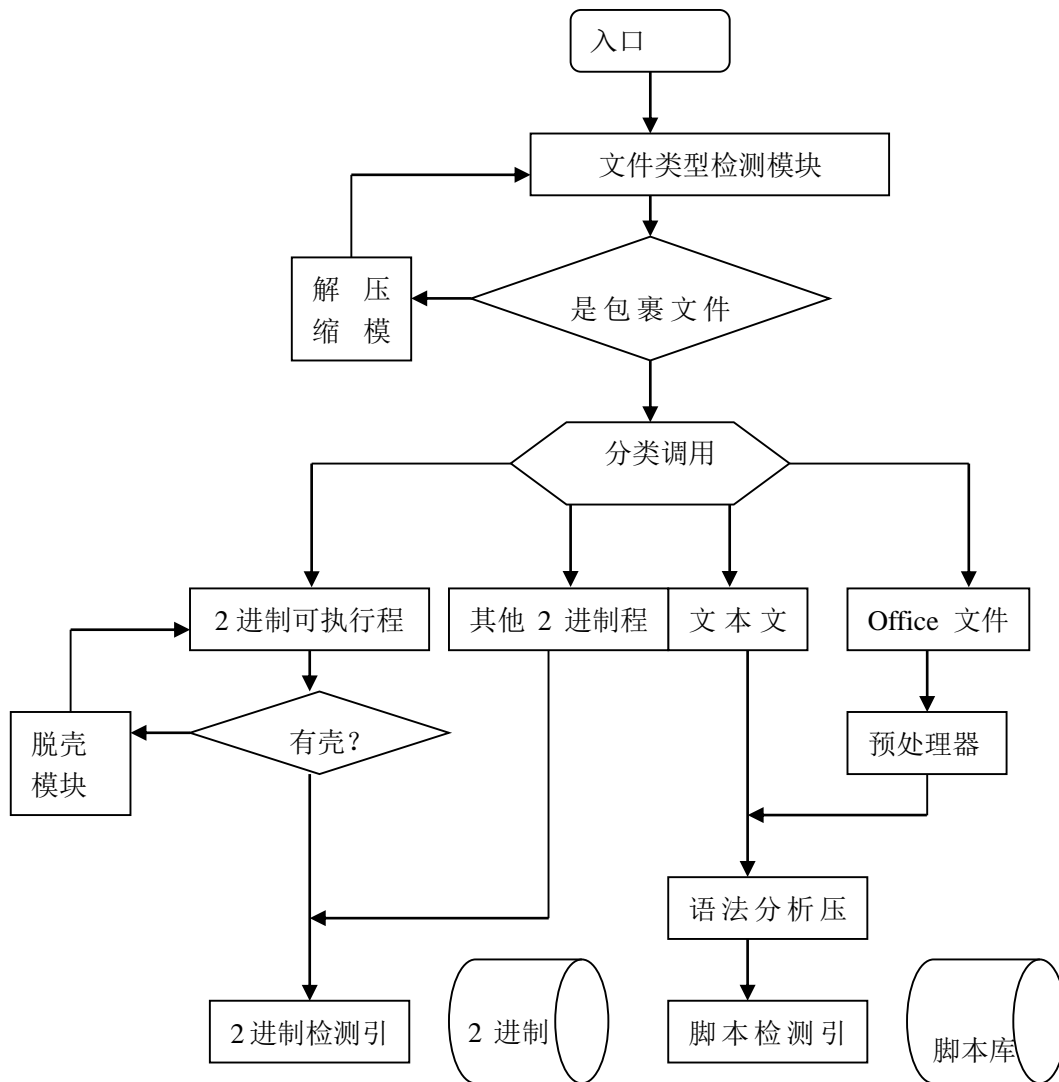 入口
文件类型检测模块
解压
缩模
是包裹文件
分类调用
2进制可执行程
其他 2 进制程
文本文
Office 文件
脱壳
模块
有壳？
预处理器
语法分析压
2进制检测引
2 进制
脚本检测引
脚本库